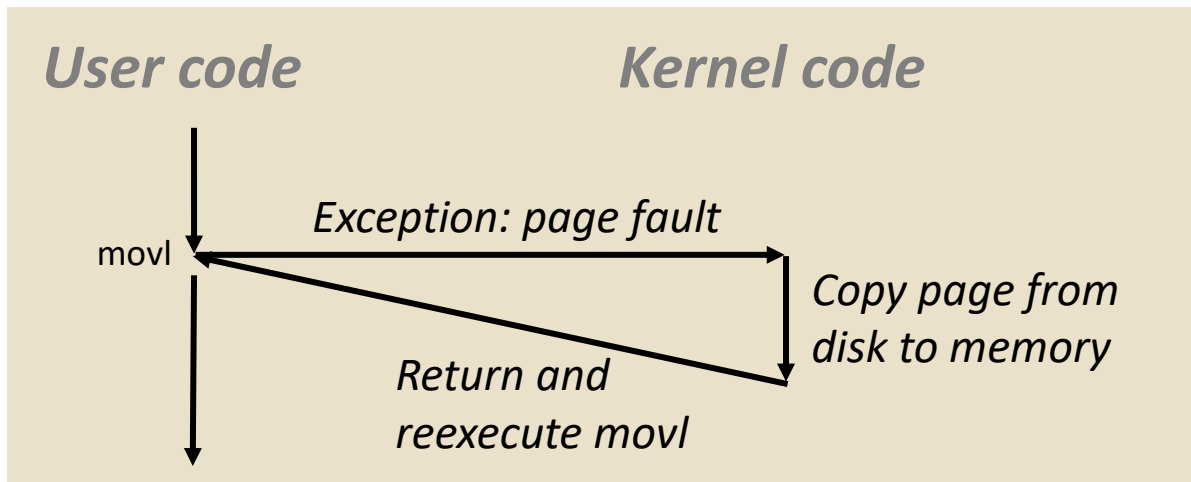 User code
Kernel code
Exception: page fault
movl
Copy page from
disk to memory
Return and
reexecute movl